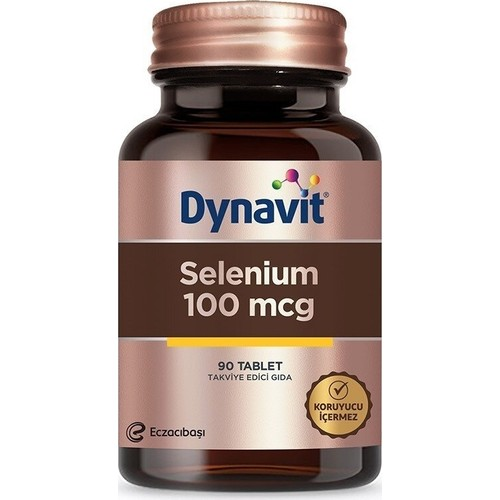 Dynavit®
Selenium
100 mcg
90 TABLET
TAKVİYE EDİCİ GIDA
KORUYUCU
İÇERMEZ
Eczacıbaşı